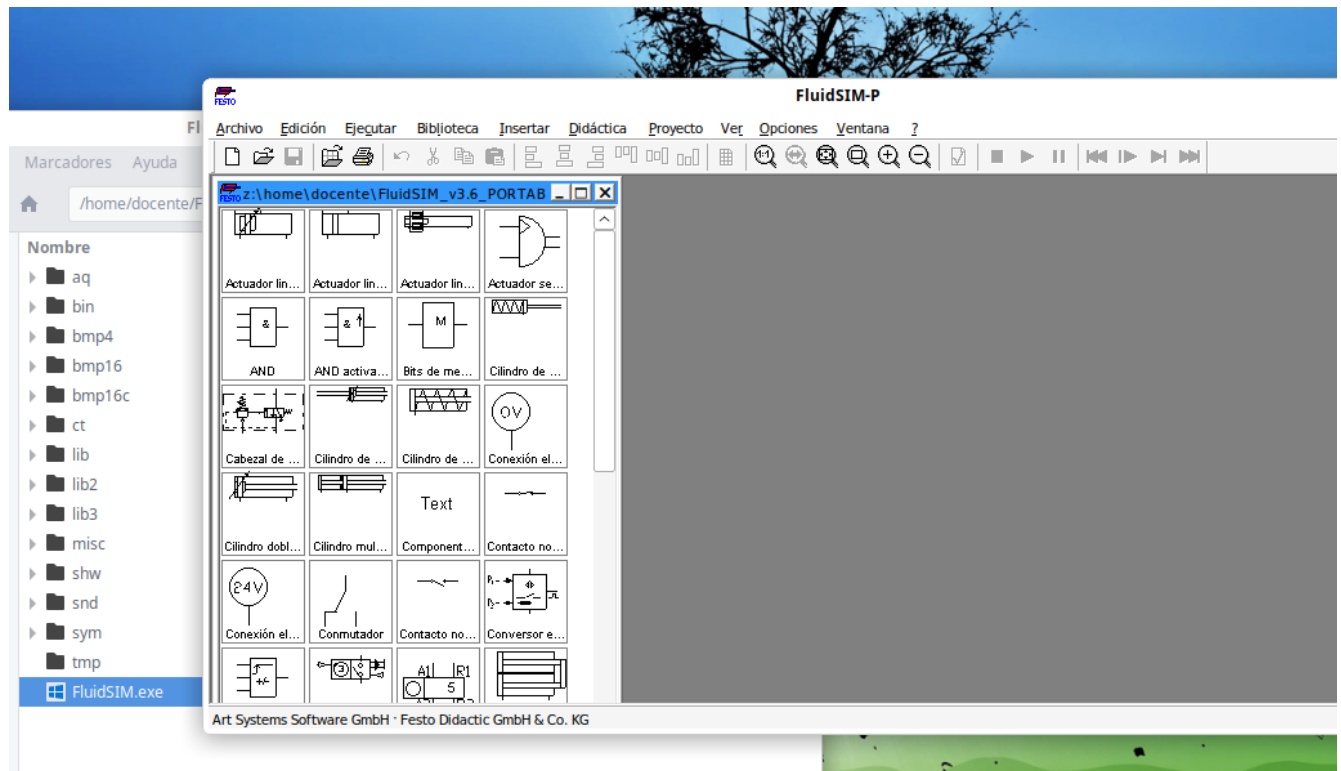 FESTO
FluidSIM-P
Fl
Archivo Edición Ejecutar Biblioteca Insertar Didáctica Proyecto Ver Opciones Ventana ?
Marcadores Ayuda
1:1
/home/docente/F
FESTO z:\home\docente\FluidSIM_v3.6_PORTAB
Nombre
aq
bin
bmp4
bmp16
bmp16c
ct
lib
lib2
lib3
misc
shw
snd
sym
tmp
FluidSIM.exe
Actuador lin... Actuador lin... Actuador lin... Actuador se...
& & M
AND AND activa... Bits de me... Cilindro de ...
0V
Cabezal de ... Cilindro de ... Cilindro de ... Conexión el...
Text
Cilindro dobl... Cilindro mul... Component... Contacto no...
24V
Conexión el... Conmutador Contacto no... Conversor e...
+/- 3 A1 R1
5
Art Systems Software GmbH · Festo Didactic GmbH & Co. KG